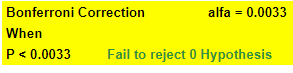 Bonferroni Correction alfa = 0.0033
When
P < 0.0033 Fail to reject 0 Hypothesis